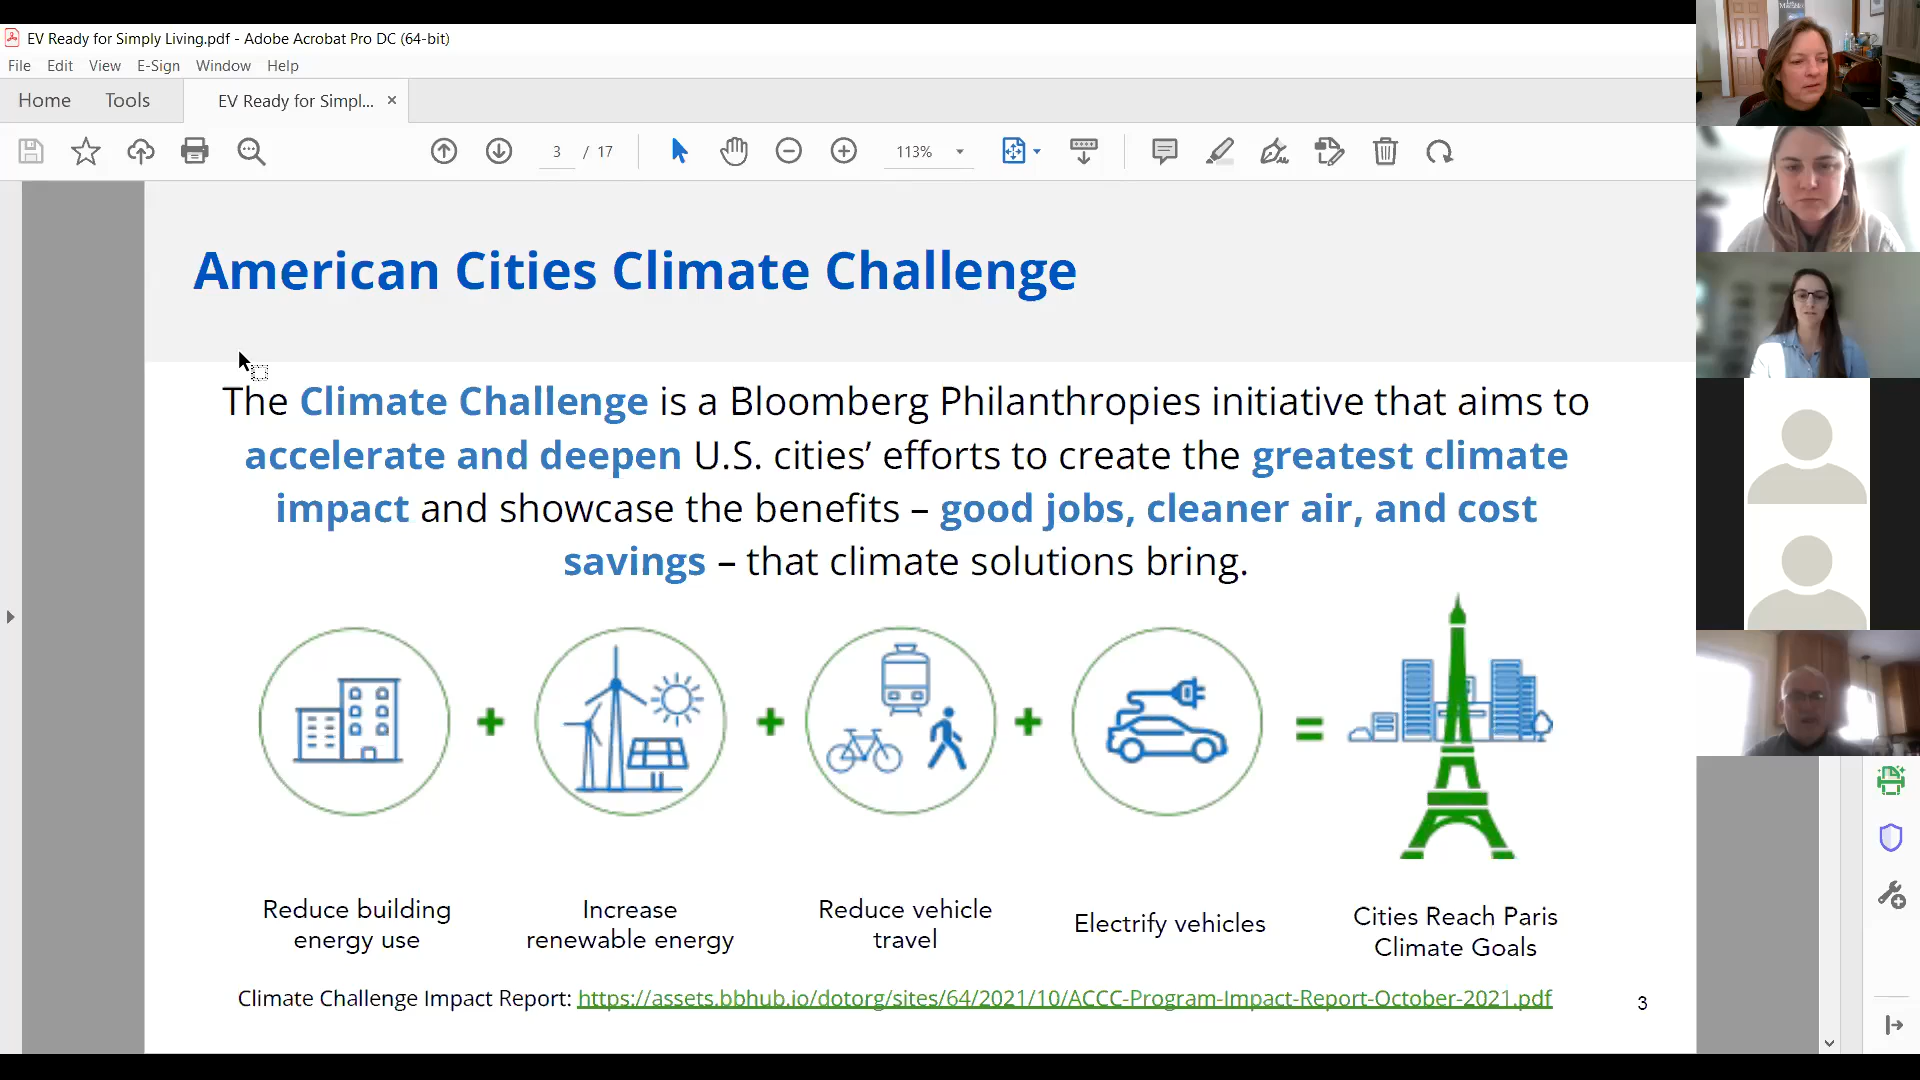 EV Ready for Simply Living.pdf - Adobe Acrobat Pro DC (64-bit)
File Edit View E-Sign Window Help
Home Tools EV Ready for Simpl... ×
3 / 17 113%
American Cities Climate Challenge
The Climate Challenge is a Bloomberg Philanthropies initiative that aims to
accelerate and deepen U.S. cities’ efforts to create the greatest climate
impact and showcase the benefits – good jobs, cleaner air, and cost
savings – that climate solutions bring.
+ + + =
Reduce building
energy use
Increase
renewable energy
Reduce vehicle
travel
Electrify vehicles
Cities Reach Paris
Climate Goals
Climate Challenge Impact Report: https://assets.bbhub.io/dotorg/sites/64/2021/10/ACCC-Program-Impact-Report-October-2021.pdf
3